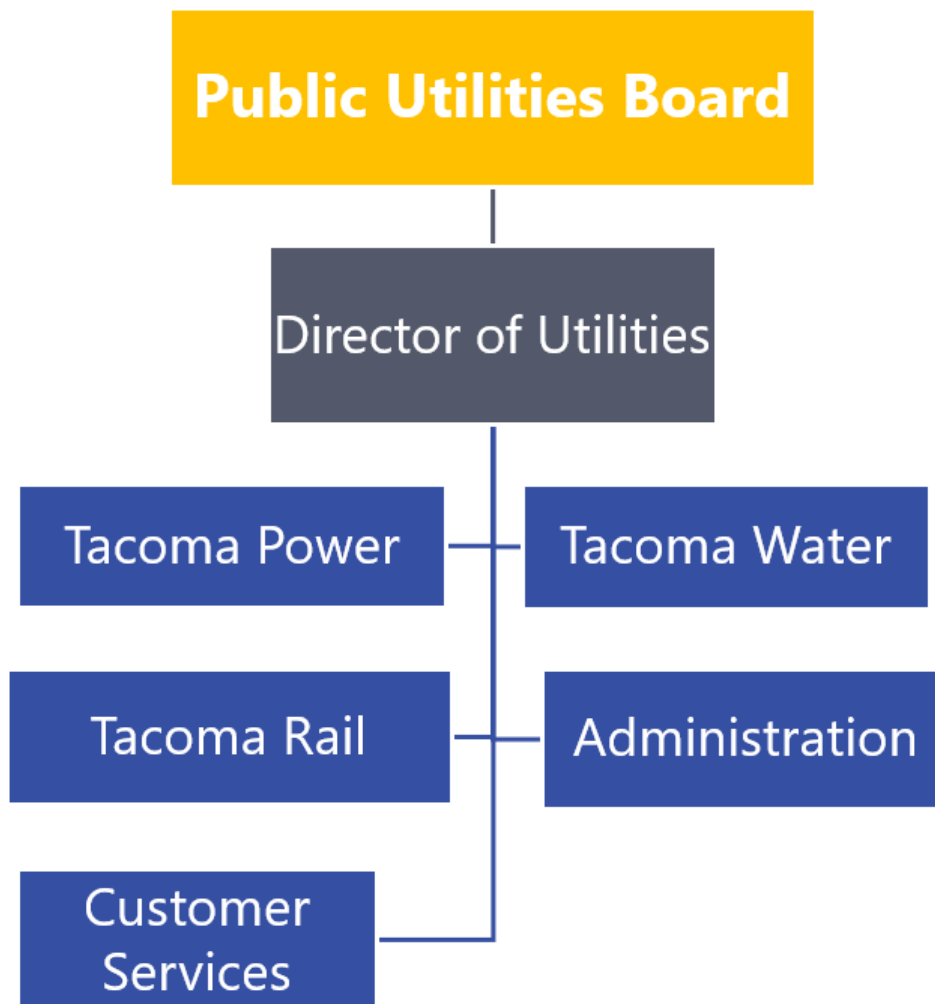 Public Utilities Board
Director of Utilities
Tacoma Power
Tacoma Water
Tacoma Rail
Administration
Customer
Services